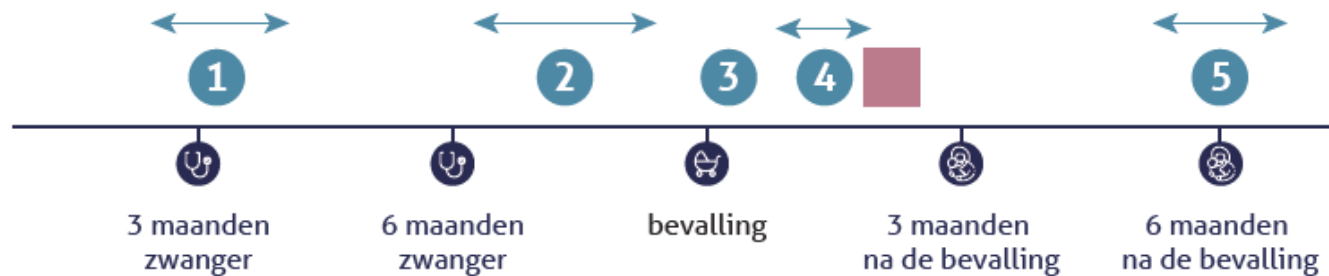 1 2 3 4 5
3 maanden
zwanger
6 maanden
zwanger
bevalling
3 maanden
na de bevalling
6 maanden
na de bevalling